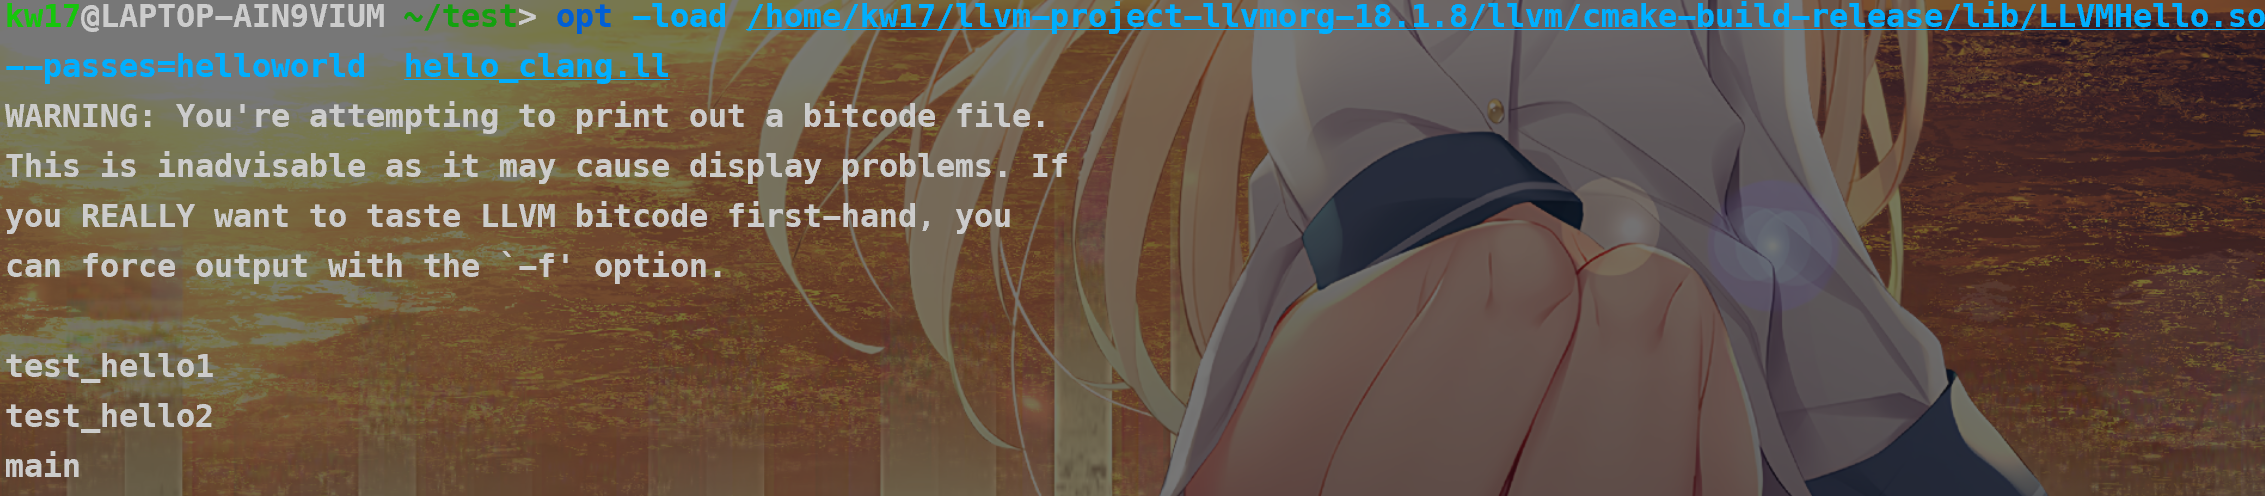 kw17@LAPTOP-AIN9VIUM ~/test> opt -load /home/kw17/llvm-project-llvmorg-18.1.8/llvm/cmake-build-release/lib/LLVMHello.so
--passes=helloworld  hello_clang.ll
WARNING: You're attempting to print out a bitcode file.
This is inadvisable as it may cause display problems. If
you REALLY want to taste LLVM bitcode first-hand, you
can force output with the `-f' option.
test_hello1
test_hello2
main